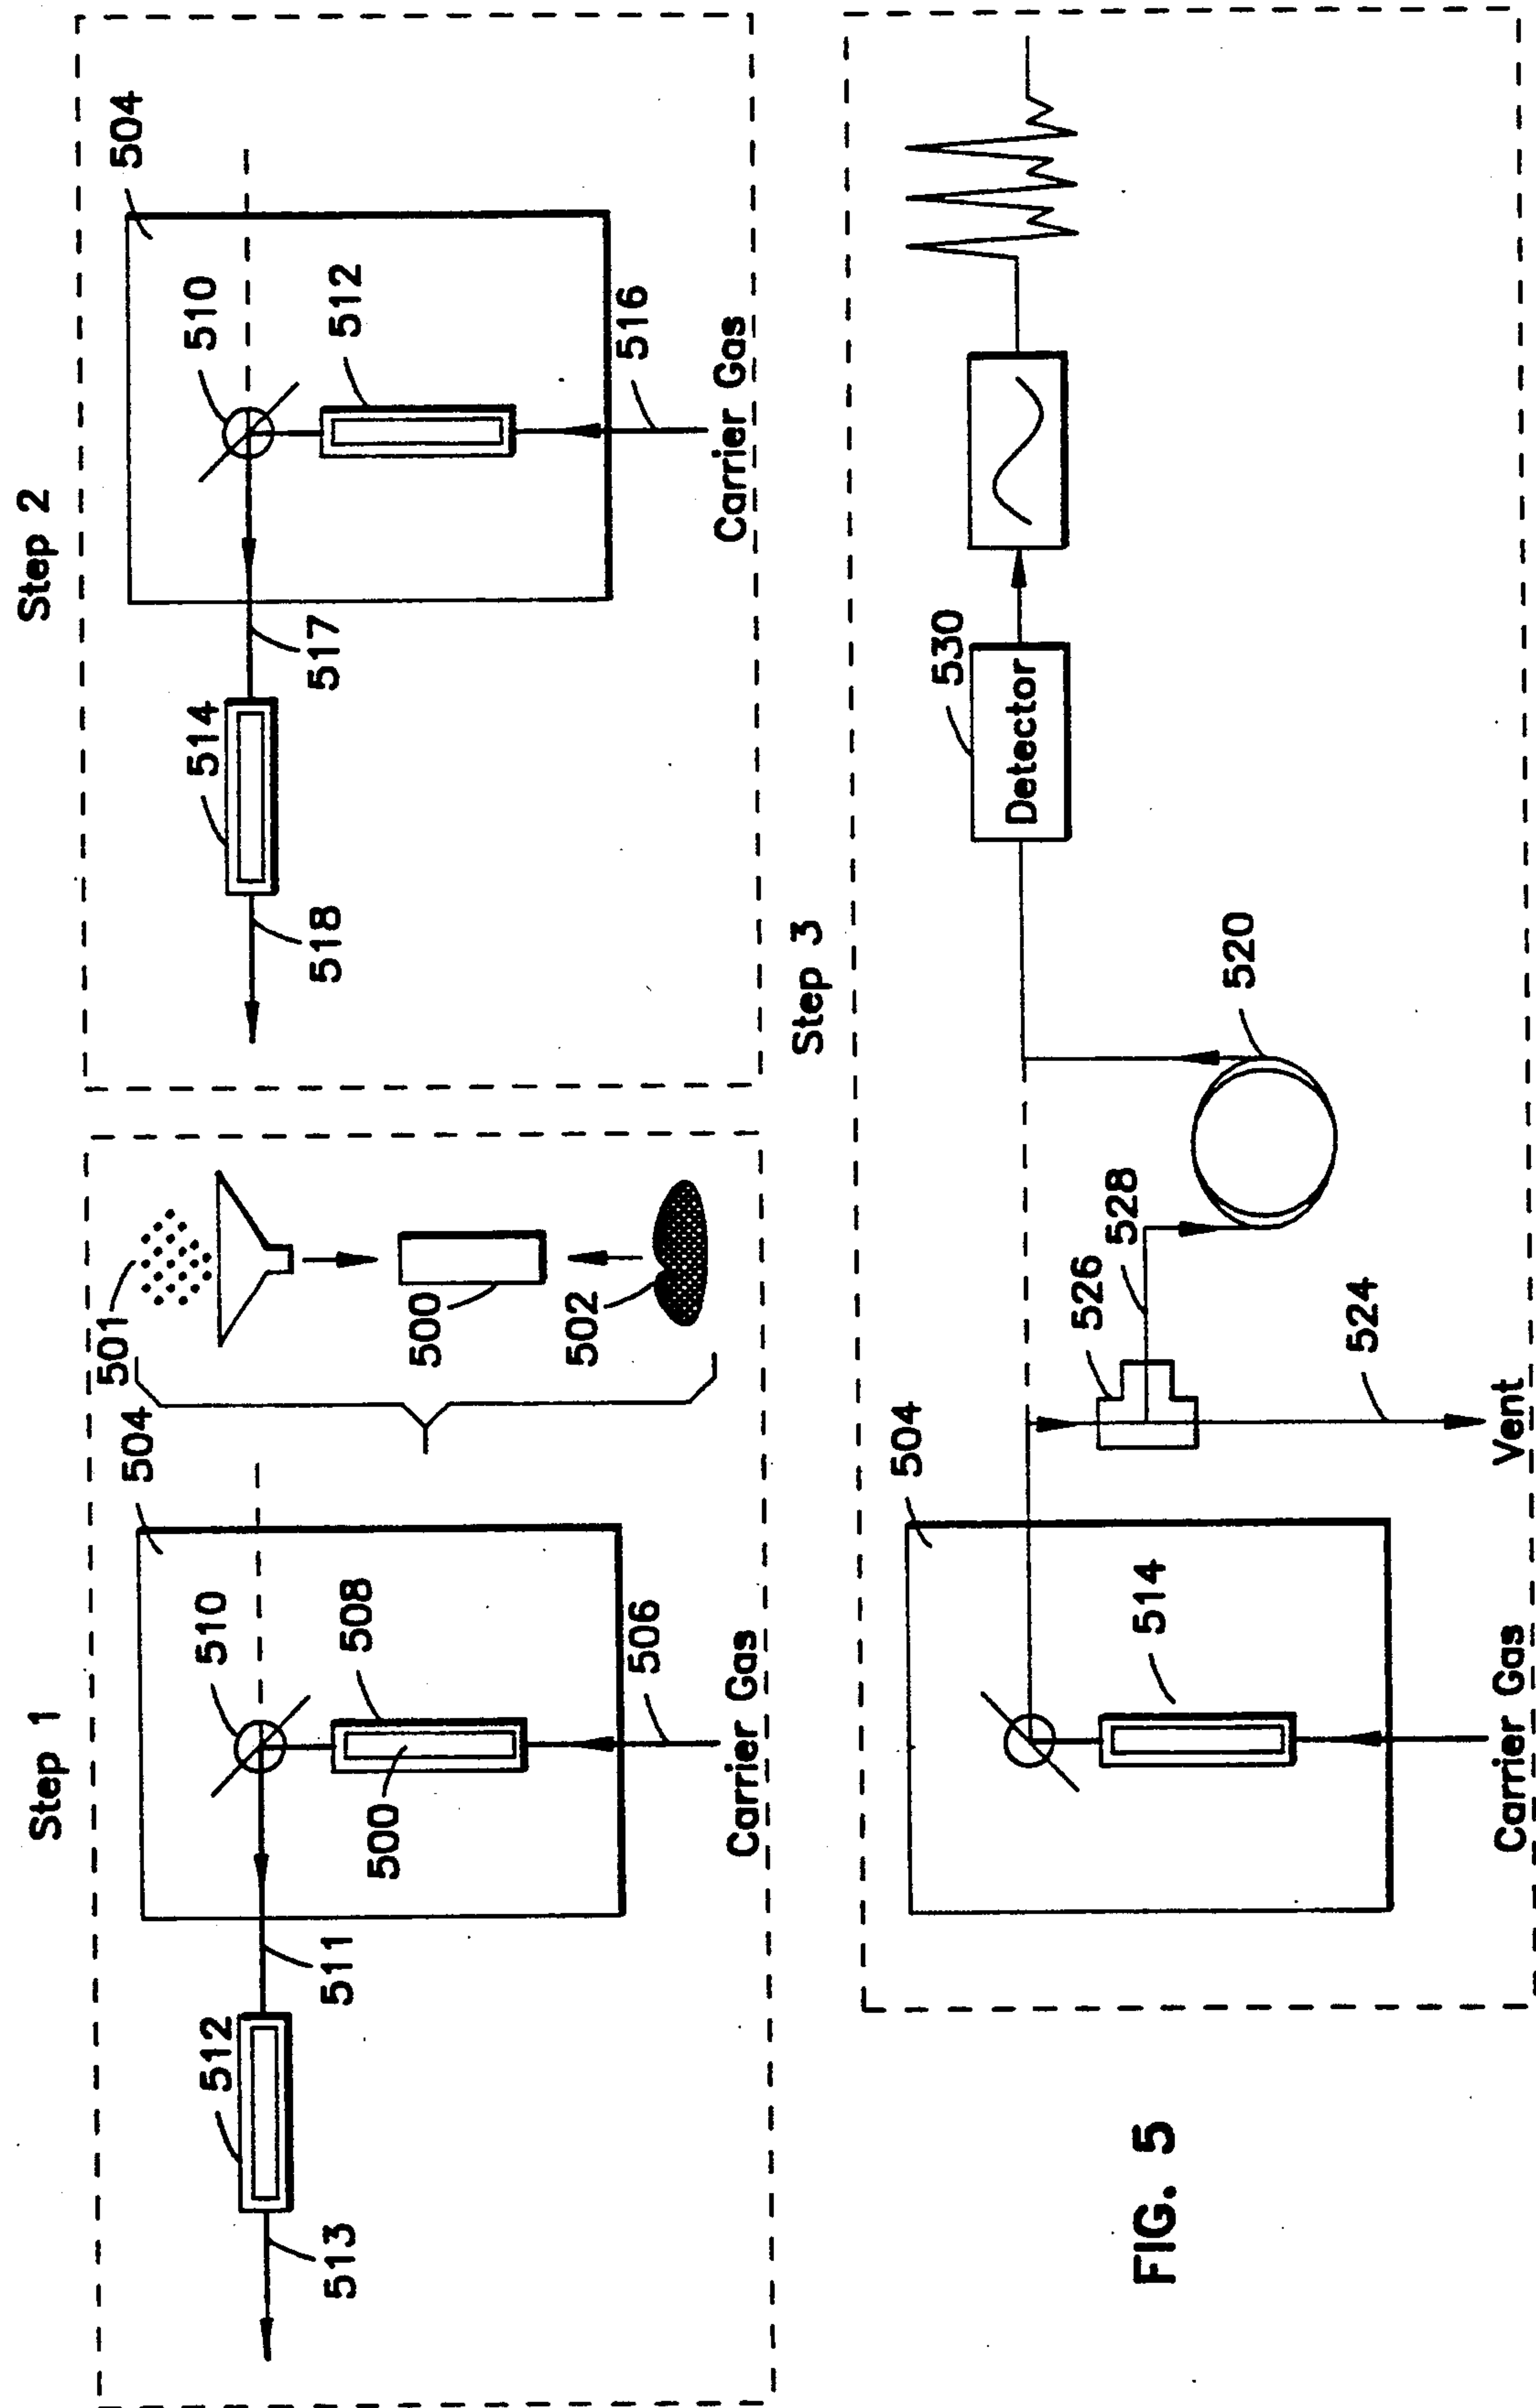 Step 1
501
504
510
508
500
500
502
506
511
512
513
Carrier Gas
Step 2
504
510
512
514
517
516
518
Carrier Gas
Step 3
504
514
526
528
520
530
Detector
524
Carrier Gas
Vent
FIG. 5